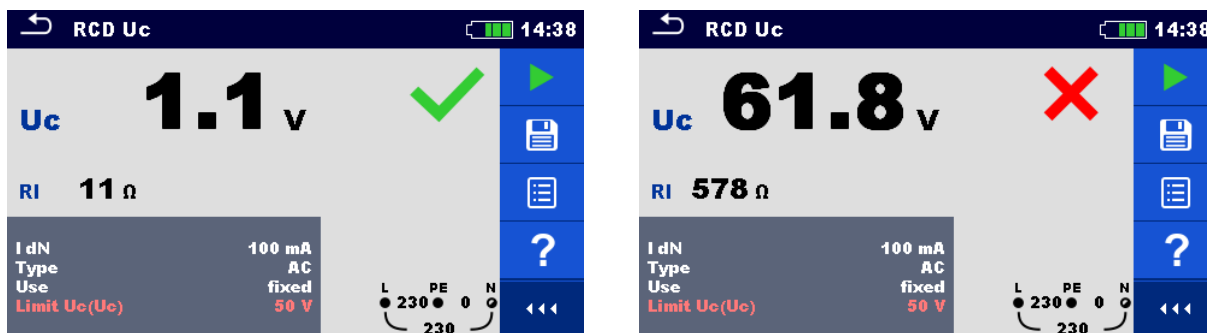 RCD Uc 14:38
Uc 1.1 V
RI 11 Ω
I dN 100 mA
Type AC
Use fixed
Limit Uc(Uc) 50 V
L PE N
230 0
230
?
RCD Uc 14:38
Uc 61.8 V
RI 578 Ω
I dN 100 mA
Type AC
Use fixed
Limit Uc(Uc) 50 V
L PE N
230 0
230
?